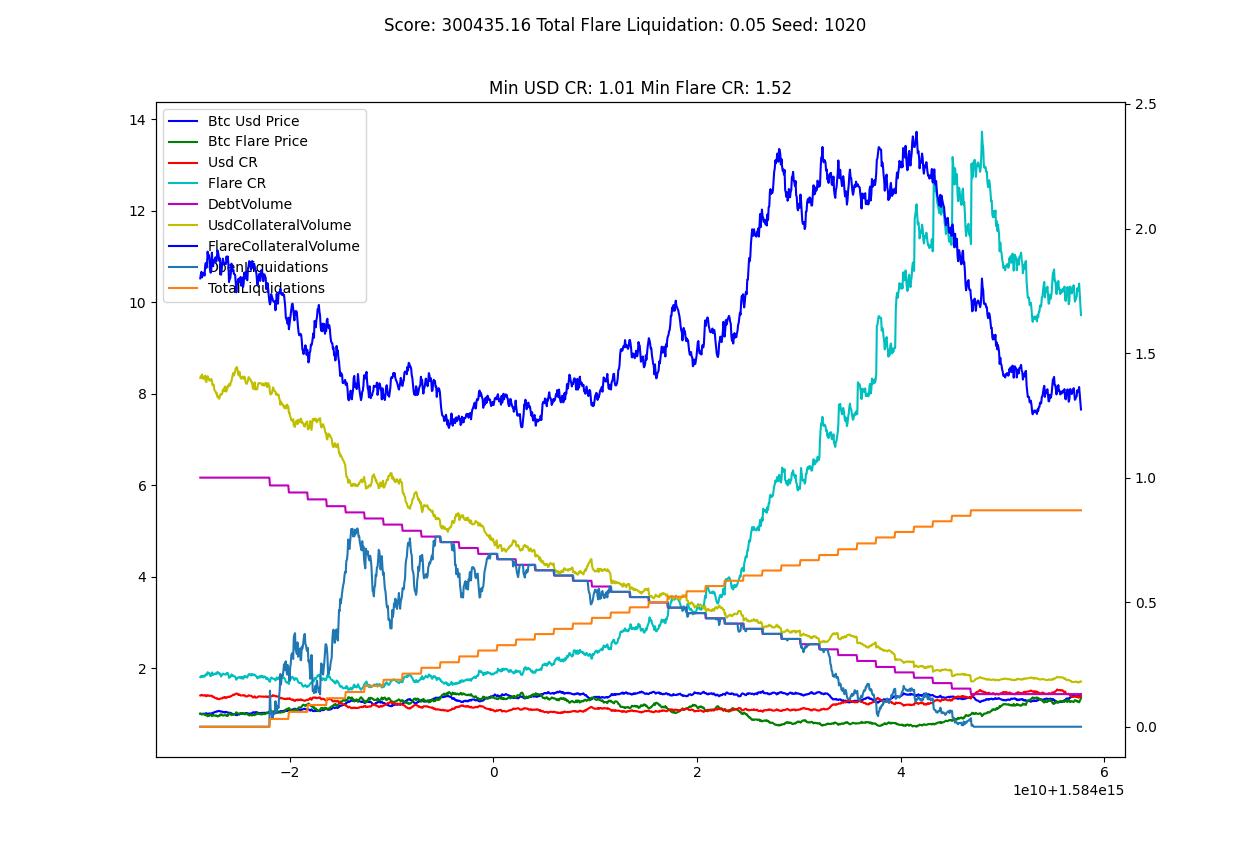 Score: 300435.16 Total Flare Liquidation: 0.05 Seed: 1020
Min USD CR: 1.01 Min Flare CR: 1.52
Btc Usd Price
Btc Flare Price
Usd CR
Flare CR
DebtVolume
UsdCollateralVolume
FlareCollateralVolume
OpenLiquidations
TotalLiquidations
14
12
10
8
6
4
2
2.5
2.0
1.5
1.0
0.5
0.0
−2
0
2
4
6
1e10+1.584e15